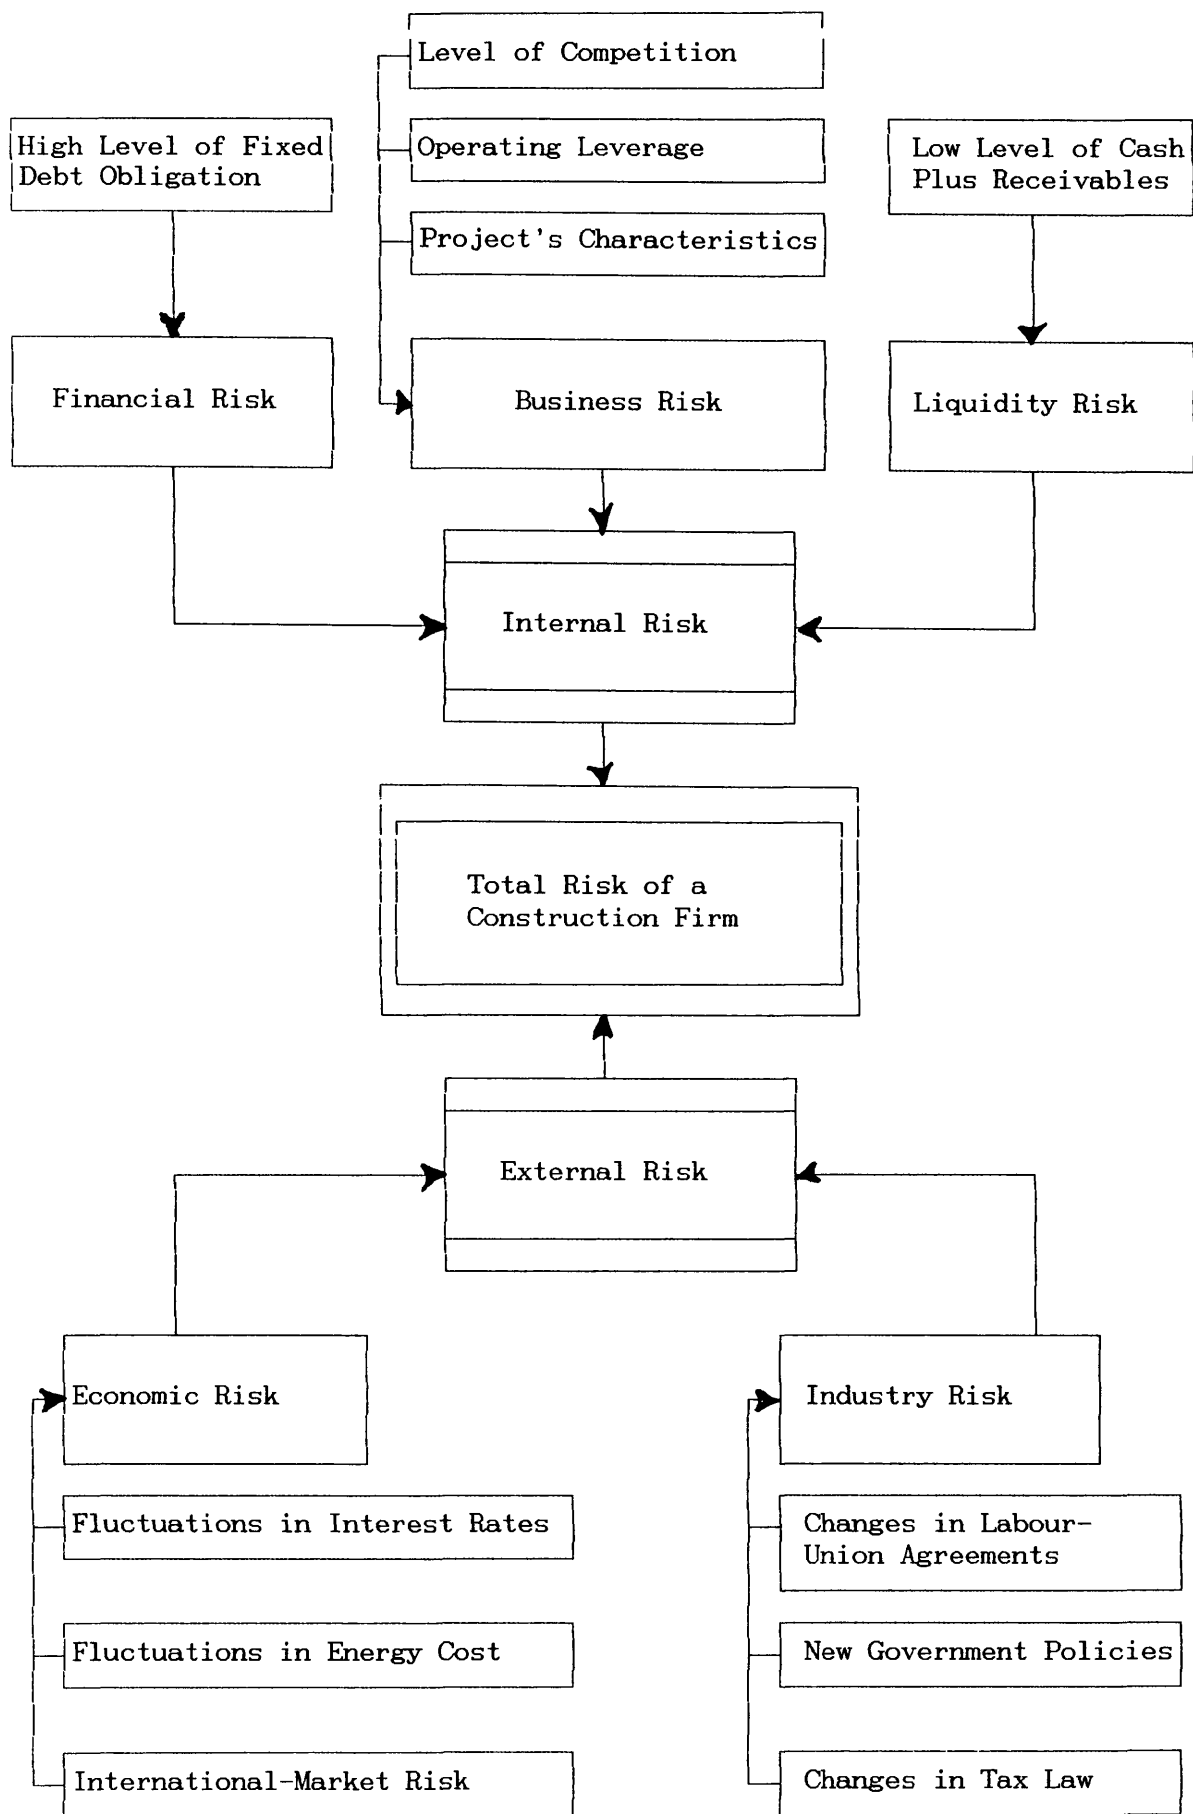 Level of Competition
High Level of Fixed
Debt Obligation
Operating Leverage
Low Level of Cash
Plus Receivables
Project's Characteristics
Financial Risk
Business Risk
Liquidity Risk
Internal Risk
Total Risk of a
Construction Firm
External Risk
Economic Risk
Industry Risk
Fluctuations in Interest Rates
Changes in Labour-
Union Agreements
Fluctuations in Energy Cost
New Government Policies
International-Market Risk
Changes in Tax Law